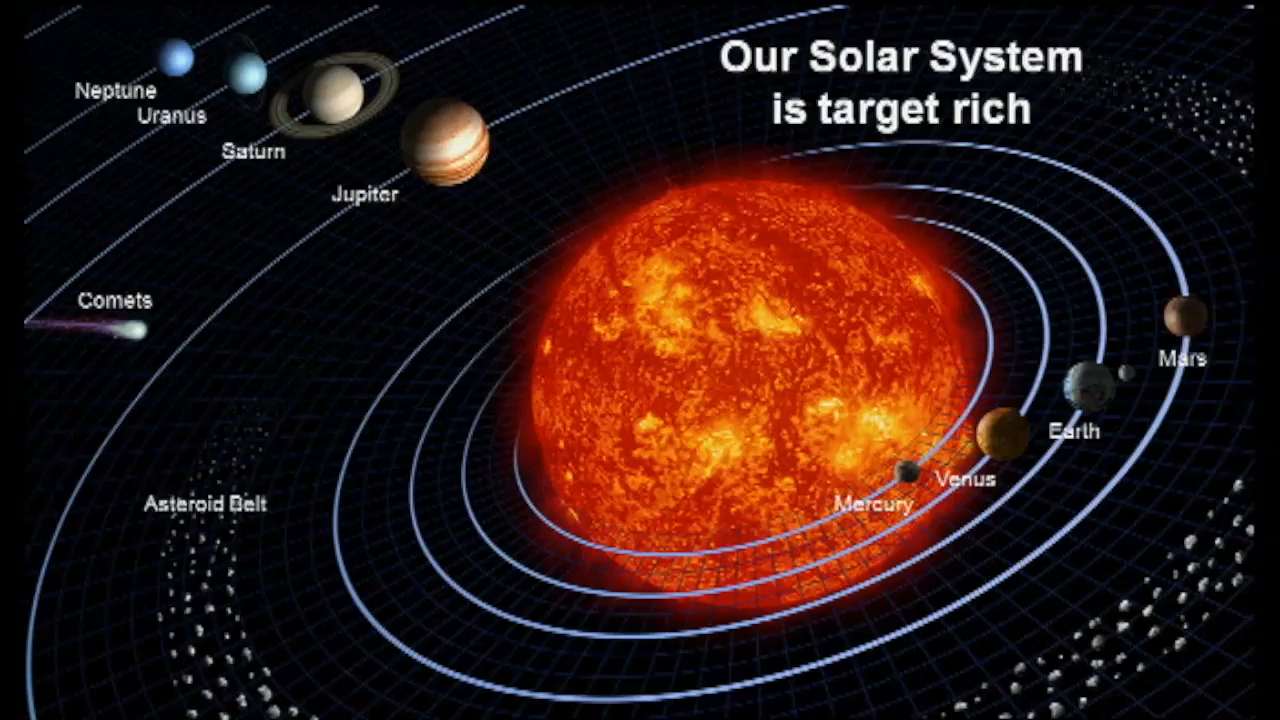 Our Solar System
is target rich
Neptune
Uranus
Saturn
Jupiter
Comets
Mars
Earth
Venus
Mercury
Asteroid Belt